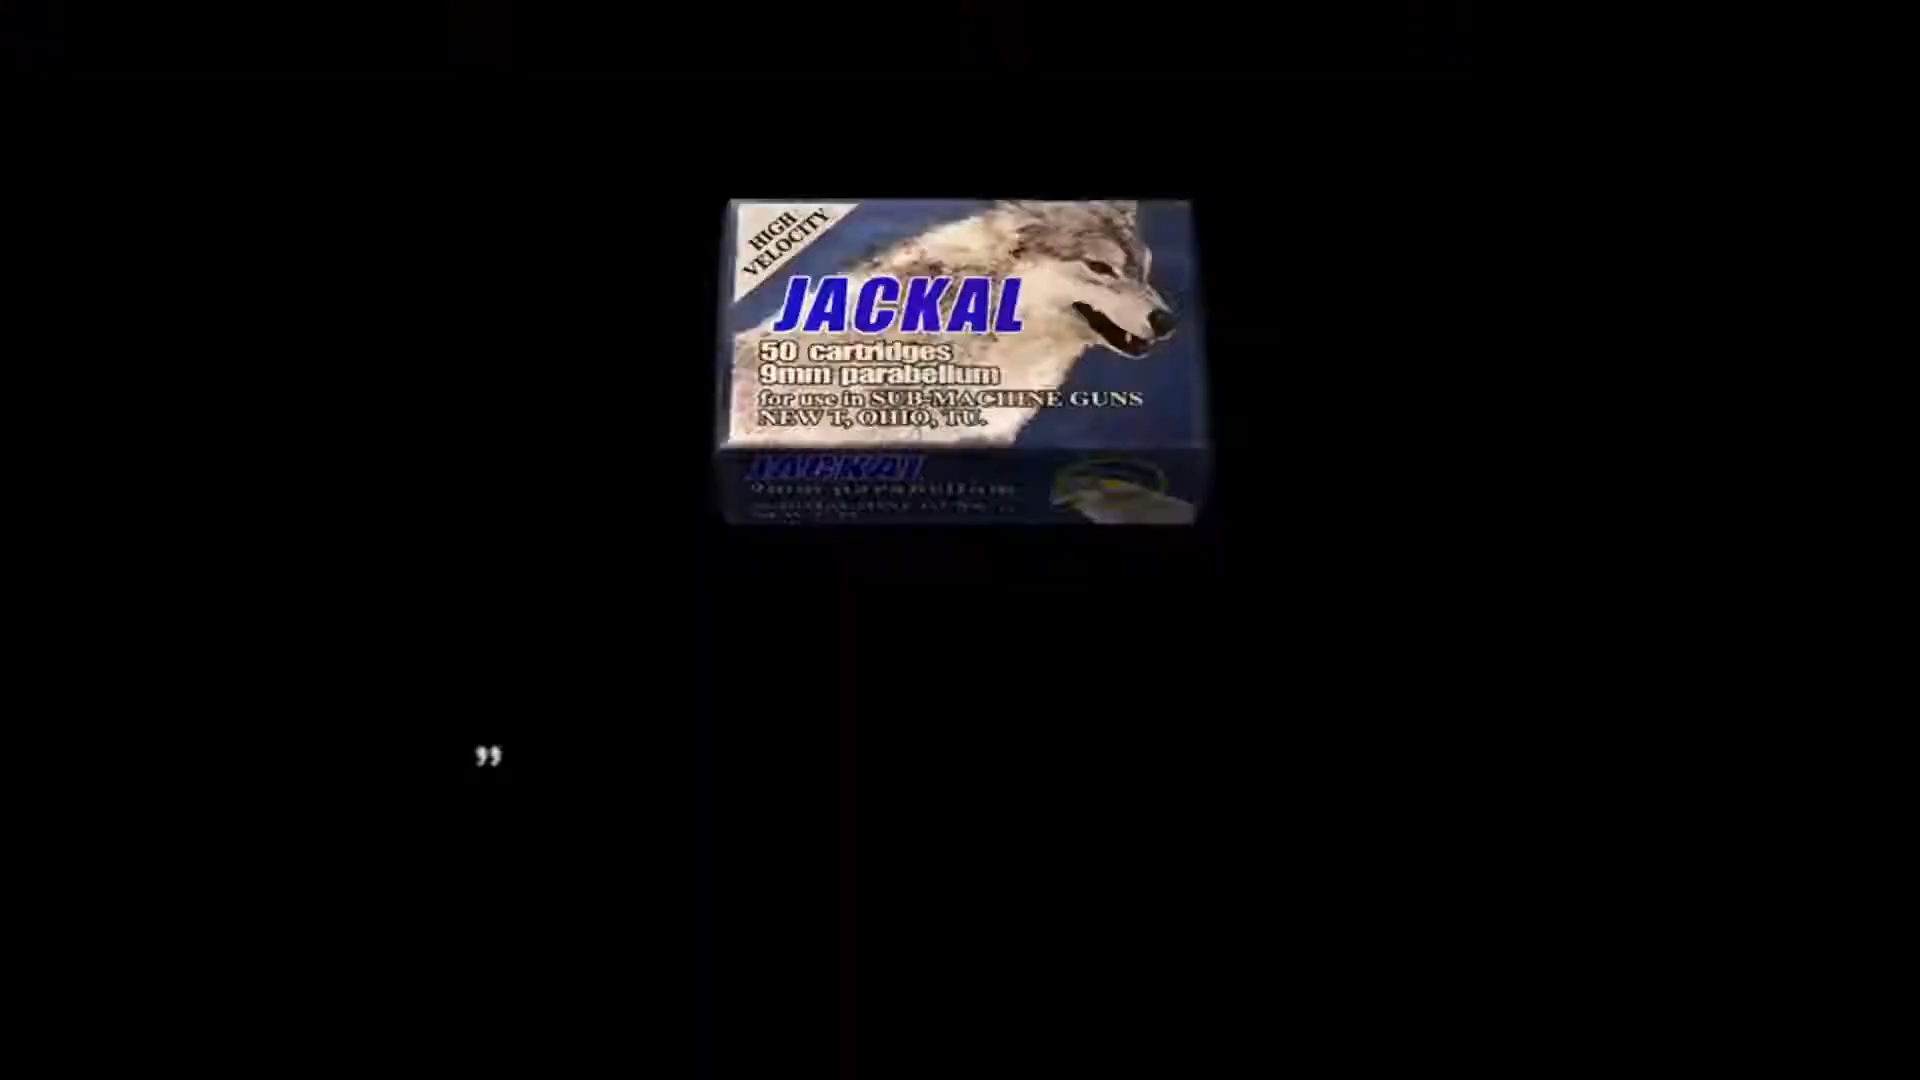 HIGH
VELOCITY
JACKAL
50 cartridges
9mm parabellum
for use in SUB-MACHINE GUNS
NEW T, OHIO, TU.
JACKAL
9mm parabellum
”